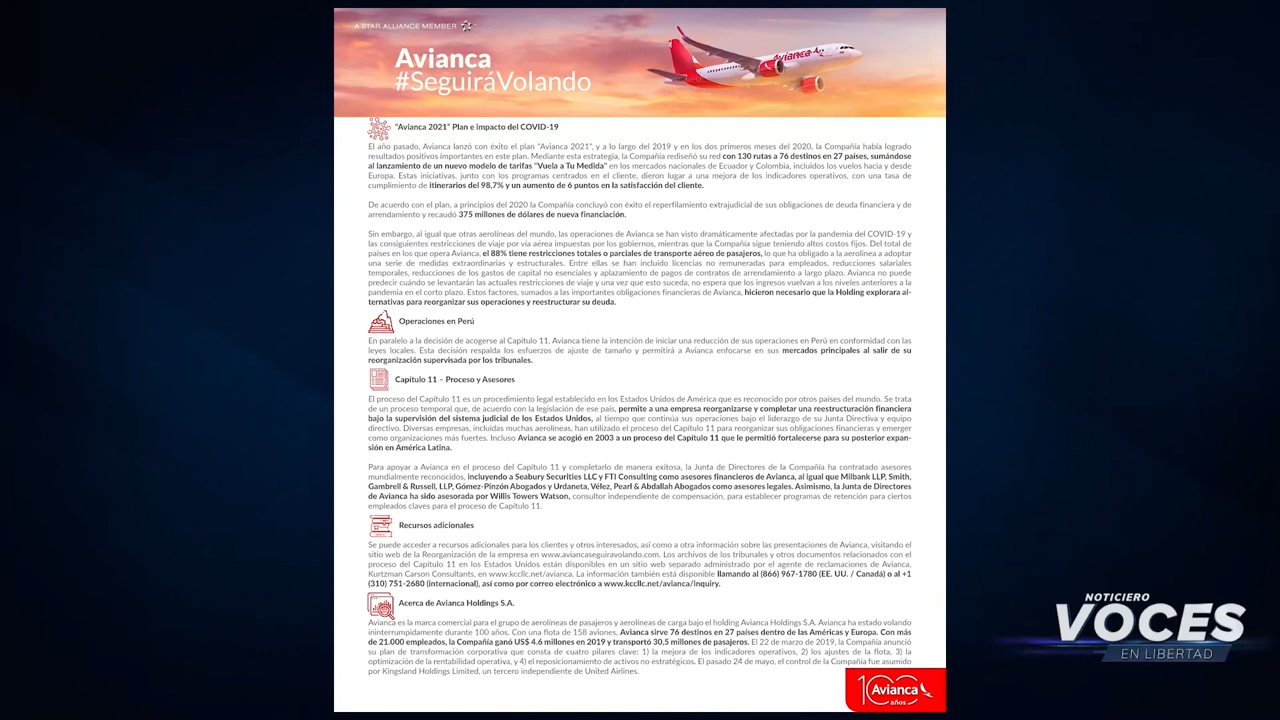 A STAR ALLIANCE MEMBER
Avianca
#SeguiráVolando
"Avianca 2021" Plan e impacto del COVID-19
El año pasado, Avianca lanzó con éxito el plan "Avianca 2021", y a lo largo del 2019 y en los dos primeros meses del 2020, la Compañía había logrado
resultados positivos importantes en este plan. Mediante esta estrategia, la Compañía rediseñó su red con 130 rutas a 76 destinos en 27 países, sumándose
al lanzamiento de un nuevo modelo de tarifas "Vuela a Tu Medida" en los mercados nacionales de Ecuador y Colombia, incluidos los vuelos hacia y desde
Europa. Estas iniciativas, junto con los programas centrados en el cliente, dieron lugar a una mejora de los indicadores operativos, con una tasa de
cumplimiento de itinerarios del 98,7% y un aumento de 6 puntos en la satisfacción del cliente.
De acuerdo con el plan, a principios del 2020 la Compañía concluyó con éxito el reperfilamiento extrajudicial de sus obligaciones de deuda financiera y de
arrendamiento y recaudó 375 millones de dólares de nueva financiación.
Sin embargo, al igual que otras aerolíneas del mundo, las operaciones de Avianca se han visto dramáticamente afectadas por la pandemia del COVID-19 y
las consiguientes restricciones de viaje por vía aérea impuestas por los gobiernos, mientras que la Compañía sigue teniendo altos costos fijos. Del total de
países en los que opera Avianca, el 88% tiene restricciones totales o parciales de transporte aéreo de pasajeros, lo que ha obligado a la aerolínea a adoptar
una serie de medidas extraordinarias y estructurales. Entre ellas se han incluido licencias no remuneradas para empleados, reducciones salariales
temporales, reducciones de los gastos de capital no esenciales y aplazamiento de pagos de contratos de arrendamiento a largo plazo. Avianca no puede
predecir cuándo se levantarán las actuales restricciones de viaje y una vez que esto suceda, no espera que los ingresos vuelvan a los niveles anteriores a la
pandemia en el corto plazo. Estos factores, sumados a las importantes obligaciones financieras de Avianca, hicieron necesario que la Holding explorara al-
ternativas para reorganizar sus operaciones y reestructurar su deuda.
Operaciones en Perú
En paralelo a la decisión de acogerse al Capítulo 11, Avianca tiene la intención de iniciar una reducción de sus operaciones en Perú en conformidad con las
leyes locales. Esta decisión respalda los esfuerzos de ajuste de tamaño y permitirá a Avianca enfocarse en sus mercados principales al salir de su
reorganización supervisada por los tribunales.
Capítulo 11 – Proceso y Asesores
El proceso del Capítulo 11 es un procedimiento legal establecido en los Estados Unidos de América que es reconocido por otros países del mundo. Se trata
de un proceso temporal que, de acuerdo con la legislación de ese país, permite a una empresa reorganizarse y completar una reestructuración financiera
bajo la supervisión del sistema judicial de los Estados Unidos, al tiempo que continúa sus operaciones bajo el liderazgo de su Junta Directiva y equipo
directivo. Diversas empresas, incluidas muchas aerolíneas, han utilizado el proceso del Capítulo 11 para reorganizar sus obligaciones financieras y emerger
como organizaciones más fuertes. Incluso Avianca se acogió en 2003 a un proceso del Capítulo 11 que le permitió fortalecerse para su posterior expan-
sión en América Latina.
Para apoyar a Avianca en el proceso del Capítulo 11 y completarlo de manera exitosa, la Junta de Directores de la Compañía ha contratado asesores
mundialmente reconocidos, incluyendo a Seabury Securities LLC y FTI Consulting como asesores financieros de Avianca, al igual que Milbank LLP, Smith,
Gambrell & Russell, LLP, Gómez-Pinzón Abogados y Urdaneta, Vélez, Pearl & Abdallah Abogados como asesores legales. Asimismo, la Junta de Directores
de Avianca ha sido asesorada por Willis Towers Watson, consultor independiente de compensación, para establecer programas de retención para ciertos
empleados claves para el proceso de Capítulo 11.
Recursos adicionales
Se puede acceder a recursos adicionales para los clientes y otros interesados, así como a otra información sobre las presentaciones de Avianca, visitando el
sitio web de la Reorganización de la empresa en www.aviancaseguiravolando.com. Los archivos de los tribunales y otros documentos relacionados con el
proceso del Capítulo 11 en los Estados Unidos están disponibles en un sitio web separado administrado por el agente de reclamaciones de Avianca,
Kurtzman Carson Consultants, en www.kccllc.net/avianca. La información también está disponible llamando al (866) 967-1780 (EE. UU. / Canadá) o al +1
(310) 751-2680 (internacional), así como por correo electrónico a www.kccllc.net/avianca/inquiry.
Acerca de Avianca Holdings S.A.
Avianca es la marca comercial para el grupo de aerolíneas de pasajeros y aerolíneas de carga bajo el holding Avianca Holdings S.A. Avianca ha estado volando
ininterrumpidamente durante 100 años. Con una flota de 158 aviones, Avianca sirve 76 destinos en 27 países dentro de las Américas y Europa. Con más
de 21.000 empleados, la Compañía ganó US$ 4.6 millones en 2019 y transportó 30,5 millones de pasajeros. El 22 de marzo de 2019, la Compañía anunció
su plan de transformación corporativa que consta de cuatro pilares clave: 1) la mejora de los indicadores operativos, 2) los ajustes de la flota, 3) la
optimización de la rentabilidad operativa, y 4) el reposicionamiento de activos no estratégicos. El pasado 24 de mayo, el control de la Compañía fue asumido
por Kingsland Holdings Limited, un tercero independiente de United Airlines.
100
Avianca
años
NOTICIERO
VOCES
EN LIBERTAD